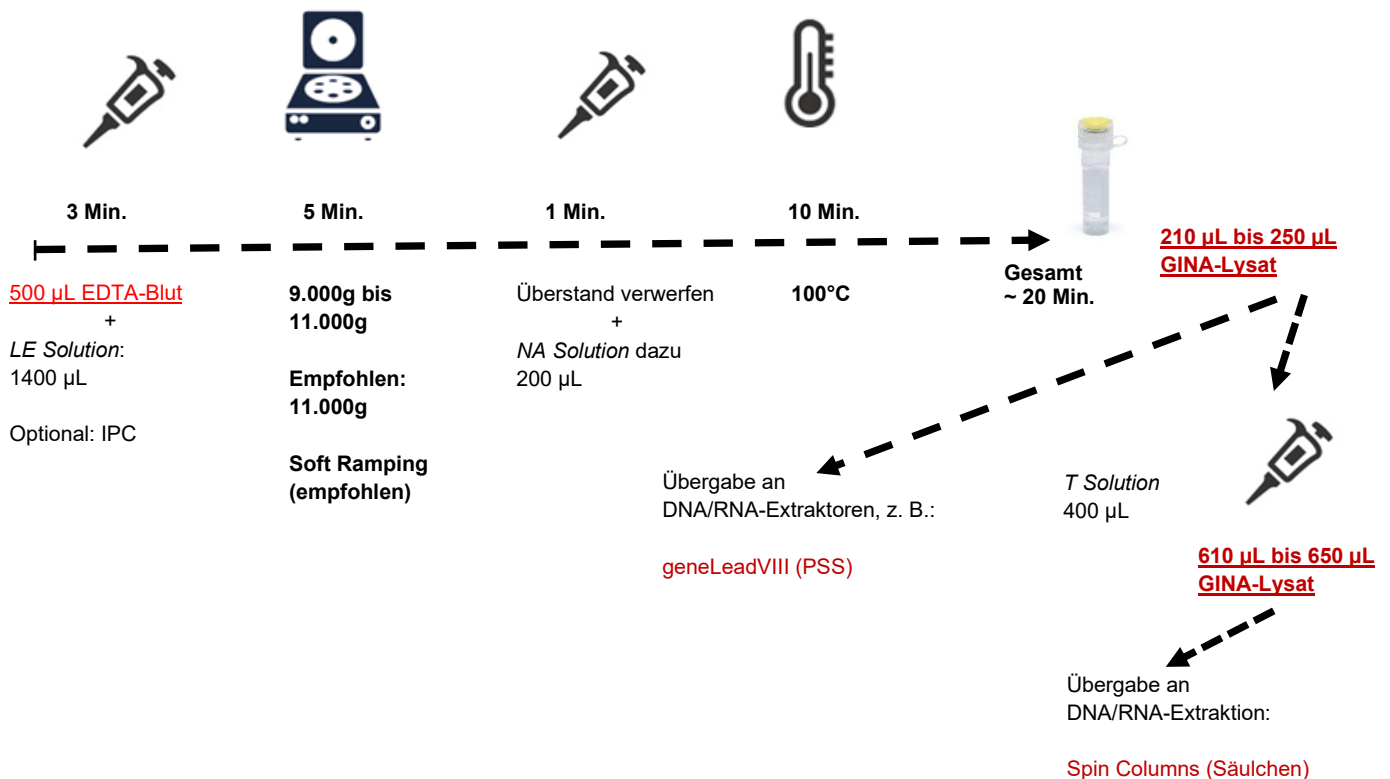 3 Min.
5 Min.
1 Min.
10 Min.
500 µL EDTA-Blut
+
LE Solution:
1400 µL
Optional: IPC
9.000g bis
11.000g
Empfohlen:
11.000g
Soft Ramping
(empfohlen)
Überstand verwerfen
+
NA Solution dazu
200 µL
100°C
Gesamt
~ 20 Min.
210 µL bis 250 µL
GINA-Lysat
Übergabe an
DNA/RNA-Extraktoren, z. B.:
geneLeadVIII (PSS)
T Solution
400 µL
610 µL bis 650 µL
GINA-Lysat
Übergabe an
DNA/RNA-Extraktion:
Spin Columns (Säulchen)